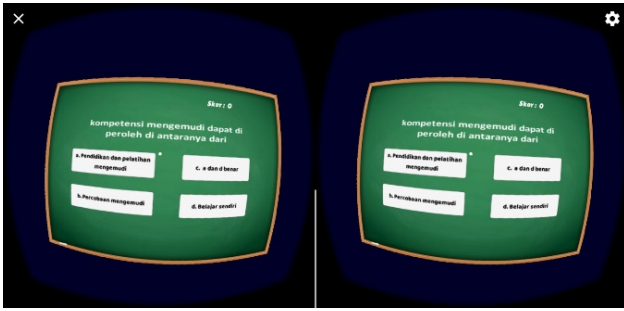 Skor : 0
kompetensi mengemudi dapat di
peroleh di antaranya dari
a. Pendidikan dan pelatihan
mengemudi
c. a dan d benar
b. Percobaan mengemudi
d. Belajar sendiri
Skor : 0
kompetensi mengemudi dapat di
peroleh di antaranya dari
a. Pendidikan dan pelatihan
mengemudi
c. a dan d benar
b. Percobaan mengemudi
d. Belajar sendiri